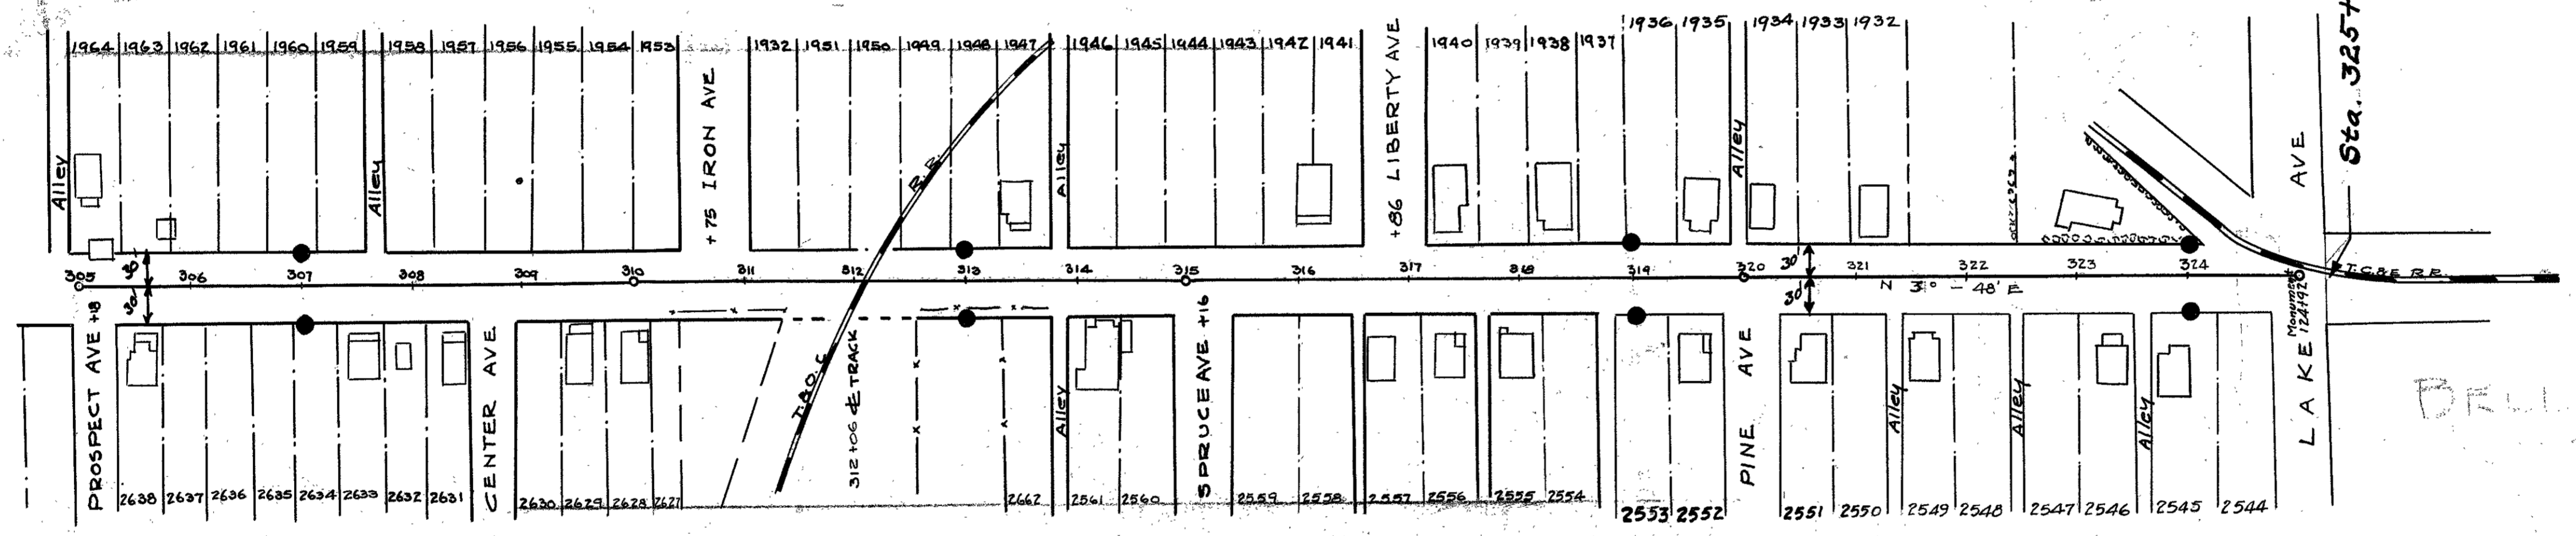 1964 1963 1962 1961 1960 1959 1958 1957 1956 1955 1954 1953 1932 1951 1950 1949 1948 1947 1946 1945 1944 1943 1942 1941 1940 1939 1938 1937 1936 1935 1934 1933 1932
Alley
Alley
+75 IRON AVE
R.R.
Alley
+86 LIBERTY AVE
Alley
AVE
Sta. 325+
305 306 307 308 309 310 311 312 313 314 315 316 317 318 319 320 321 322 323 324
30'
30'
30'
30'
N 3° - 48' E
T.C.&E R.R.
Monument
124+920
PROSPECT AVE +18
CENTER AVE
T.&O.C.
312+06 ℄ TRACK
Alley
SPRUCE AVE +16
PINE AVE
Alley
Alley
Alley
LAKE
BELL
2638 2637 2636 2635 2634 2633 2632 2631 2630 2629 2628 2627 2662 2561 2560 2559 2558 2557 2556 2555 2554 2553 2552 2551 2550 2549 2548 2547 2546 2545 2544